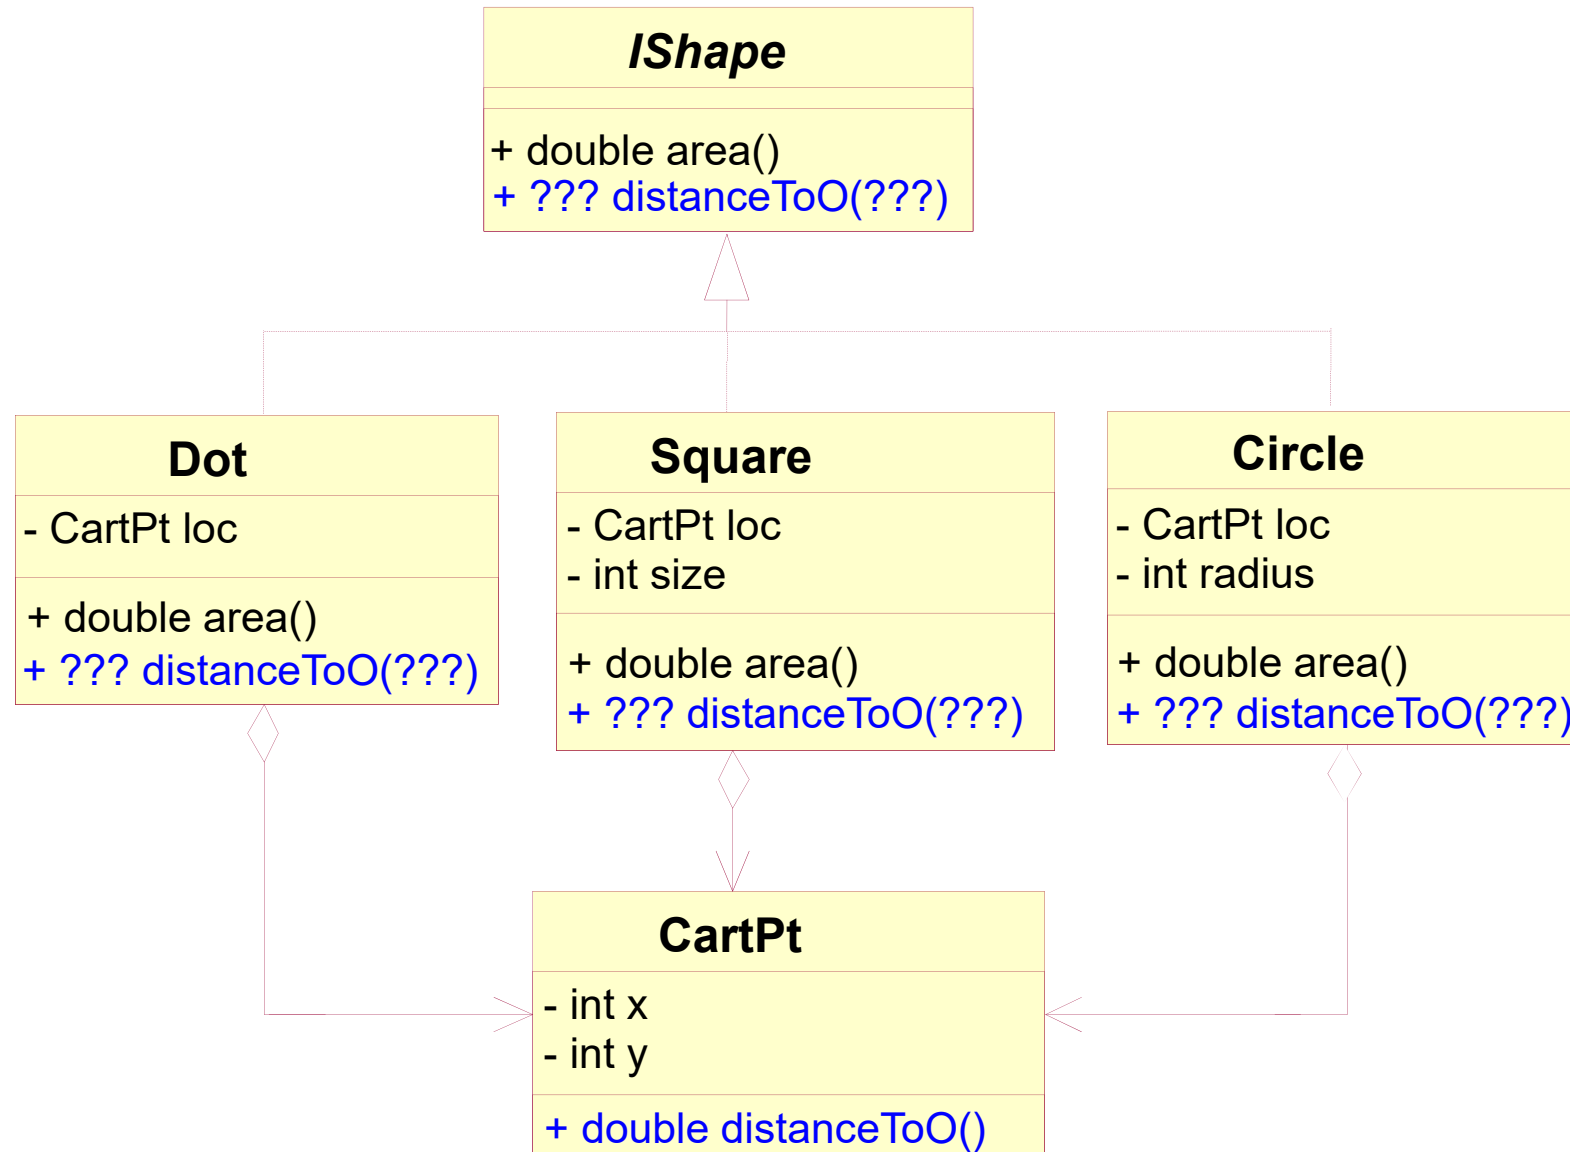 IShape
+ double area()
+ ??? distanceToO(???)
Dot
- CartPt loc
+ double area()
+ ??? distanceToO(???)
Square
- CartPt loc
- int size
+ double area()
+ ??? distanceToO(???)
Circle
- CartPt loc
- int radius
+ double area()
+ ??? distanceToO(???)
CartPt
- int x
- int y
+ double distanceToO()